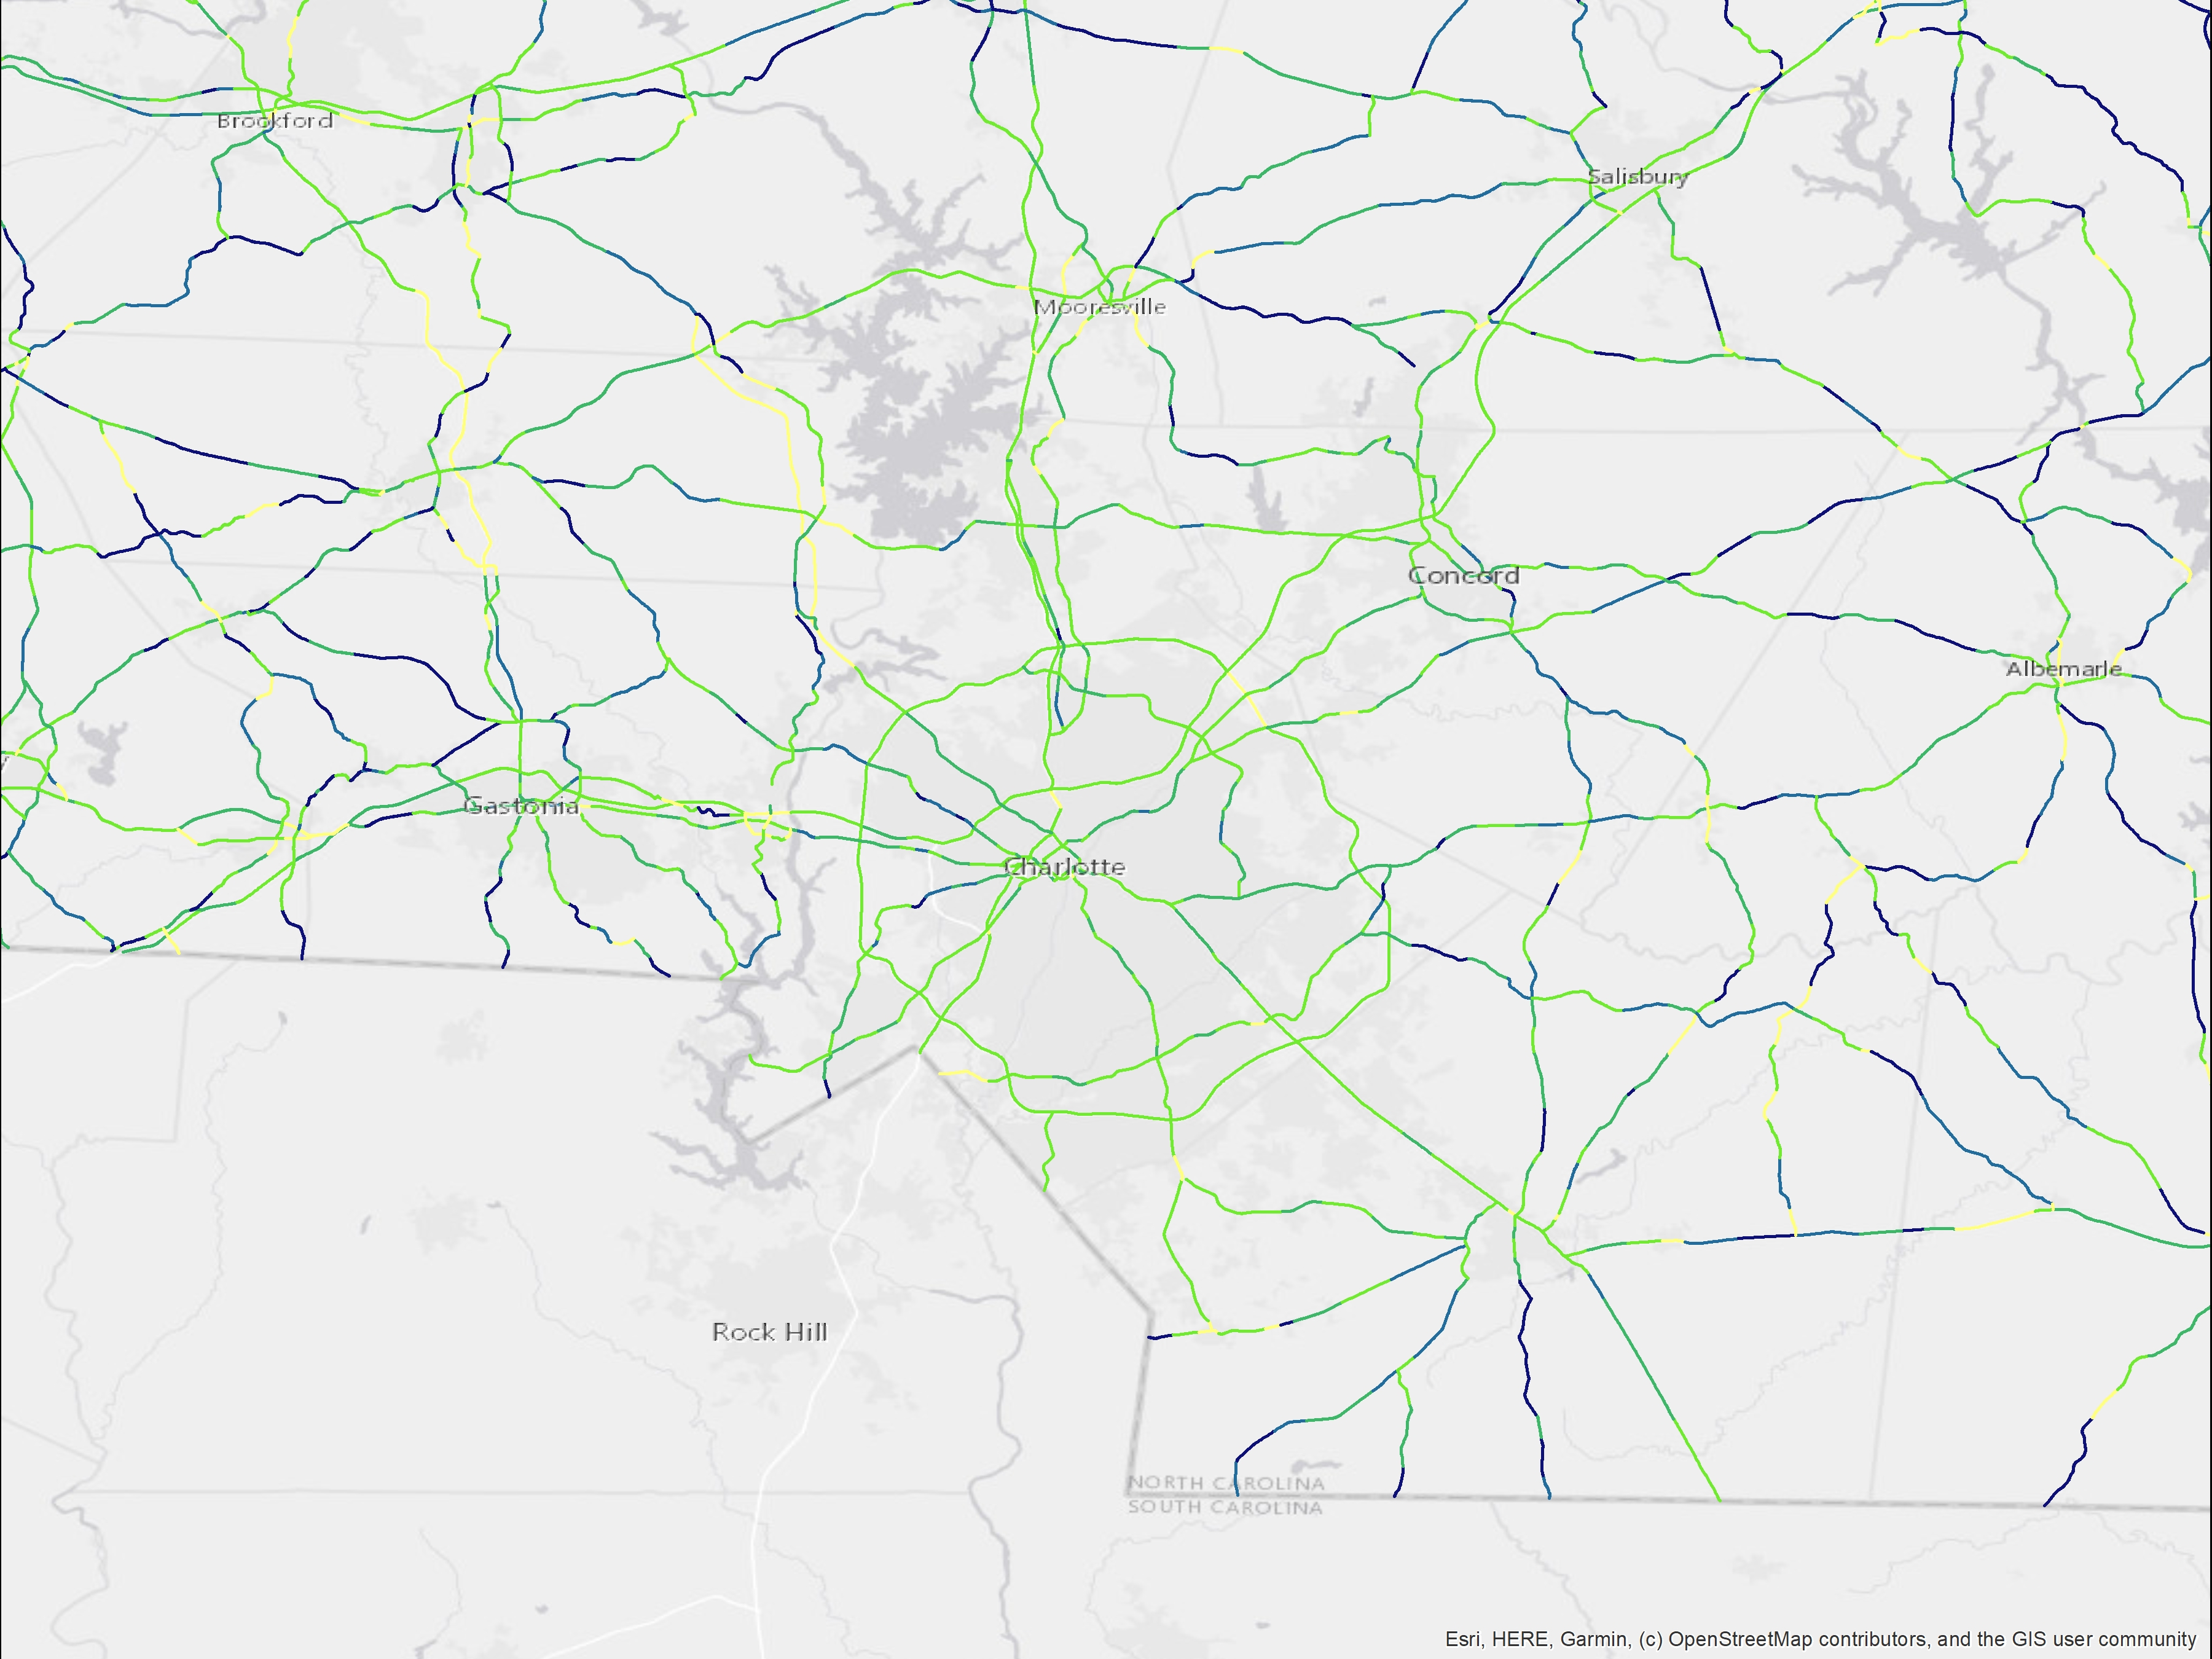 Brookford
Salisbury
Mooresville
Concord
Albemarle
Gastonia
Charlotte
Rock Hill
NORTH CAROLINA
SOUTH CAROLINA
Esri, HERE, Garmin, (c) OpenStreetMap contributors, and the GIS user community